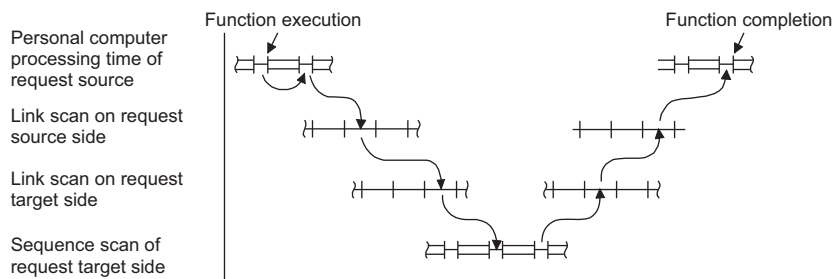 Function execution
Function completion
Personal computer
processing time of
request source
Link scan on request
source side
Link scan on request
target side
Sequence scan of
request target side